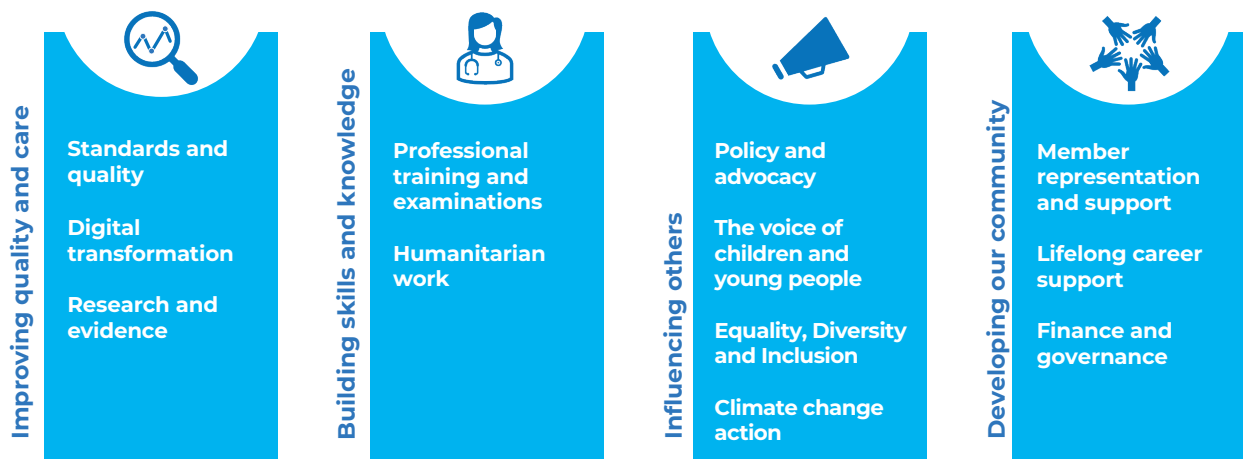 Improving quality and care
Standards and
quality
Digital
transformation
Research and
evidence
Building skills and knowledge
Professional
training and
examinations
Humanitarian
work
Influencing others
Policy and
advocacy
The voice of
children and
young people
Equality, Diversity
and Inclusion
Climate change
action
Developing our community
Member
representation
and support
Lifelong career
support
Finance and
governance